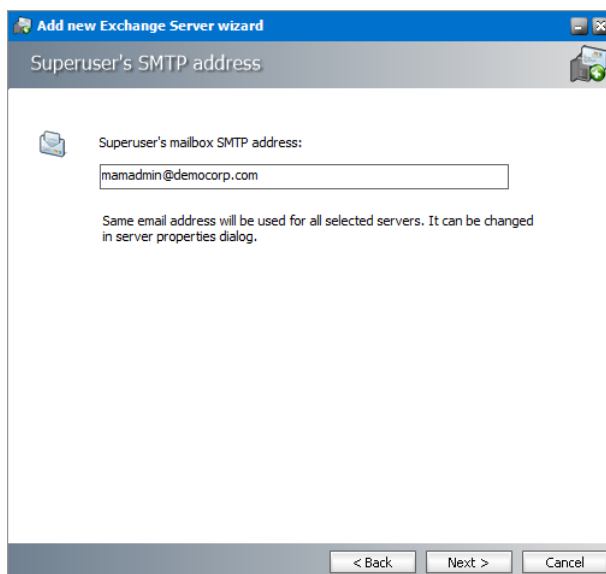 Add new Exchange Server wizard
Superuser's SMTP address
Superuser's mailbox SMTP address:
mamadmin@democorp.com
Same email address will be used for all selected servers. It can be changed
in server properties dialog.
< Back
Next >
Cancel